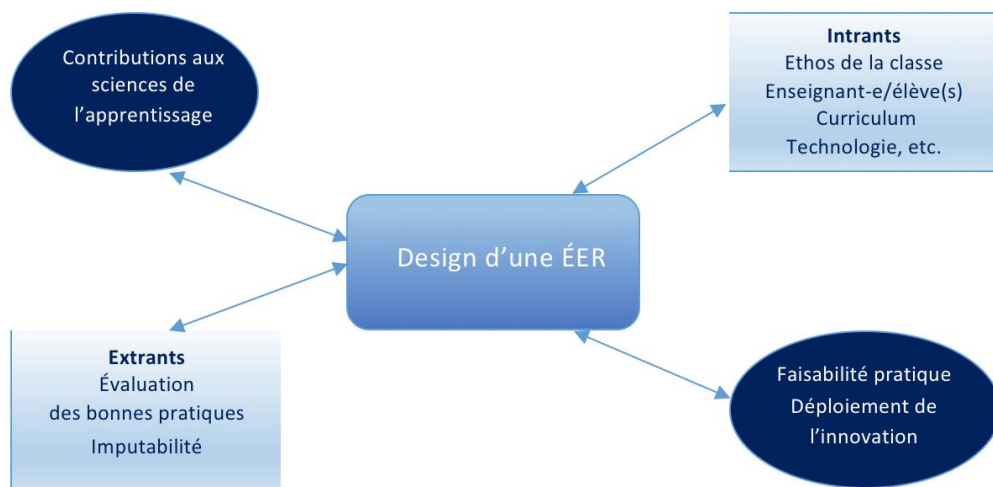 Contributions aux
sciences de
l'apprentissage
Intrants
Ethos de la classe
Enseignant-e/élève(s)
Curriculum
Technologie, etc.
Design d'une ÉER
Extrants
Évaluation
des bonnes pratiques
Imputabilité
Faisabilité pratique
Déploiement de
l'innovation